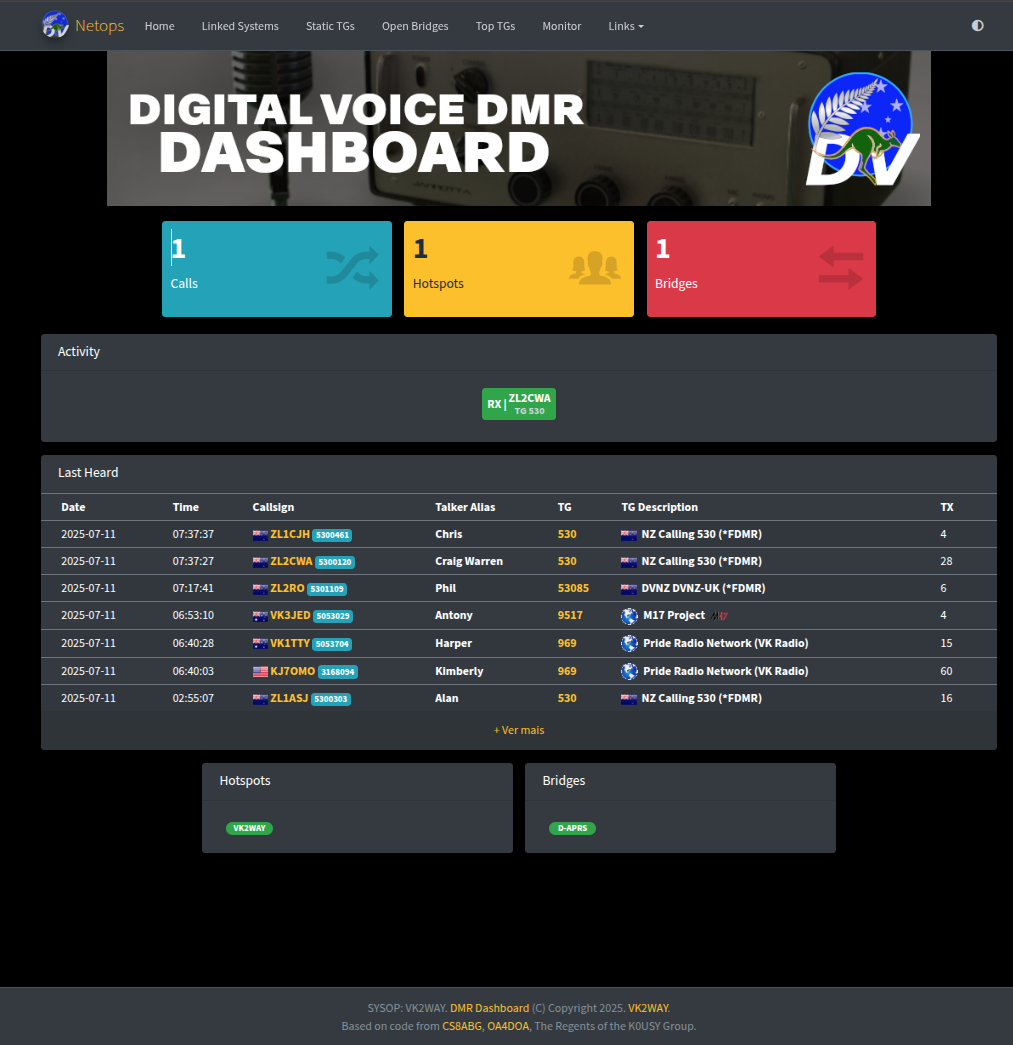 Netops Home Linked Systems Static TGs Open Bridges Top TGs Monitor Links
DIGITAL VOICE DMR
DASHBOARD
DV
1
Calls
1
Hotspots
1
Bridges
Activity
RX | ZL2CWA
TG 530
Last Heard
Date Time Callsign Talker Alias TG TG Description TX
2025-07-11 07:37:37 ZL1CJH 5300461 Chris 530 NZ Calling 530 (*FDMR) 4
2025-07-11 07:37:27 ZL2CWA 5300120 Craig Warren 530 NZ Calling 530 (*FDMR) 28
2025-07-11 07:17:41 ZL2RO 5301109 Phil 53085 DVNZ DVNZ-UK (*FDMR) 6
2025-07-11 06:53:10 VK3JED 5053029 Antony 9517 M17 Project 4
2025-07-11 06:40:28 VK1TTY 5053704 Harper 969 Pride Radio Network (VK Radio) 15
2025-07-11 06:40:03 KJ7OMO 3168094 Kimberly 969 Pride Radio Network (VK Radio) 60
2025-07-11 02:55:07 ZL1ASJ 5300303 Alan 530 NZ Calling 530 (*FDMR) 16
+ Ver mais
Hotspots
VK2WAY
Bridges
D-APRS
SYSOP: VK2WAY. DMR Dashboard (C) Copyright 2025. VK2WAY.
Based on code from CS8ABG, OA4DOA, The Regents of the K0USY Group.